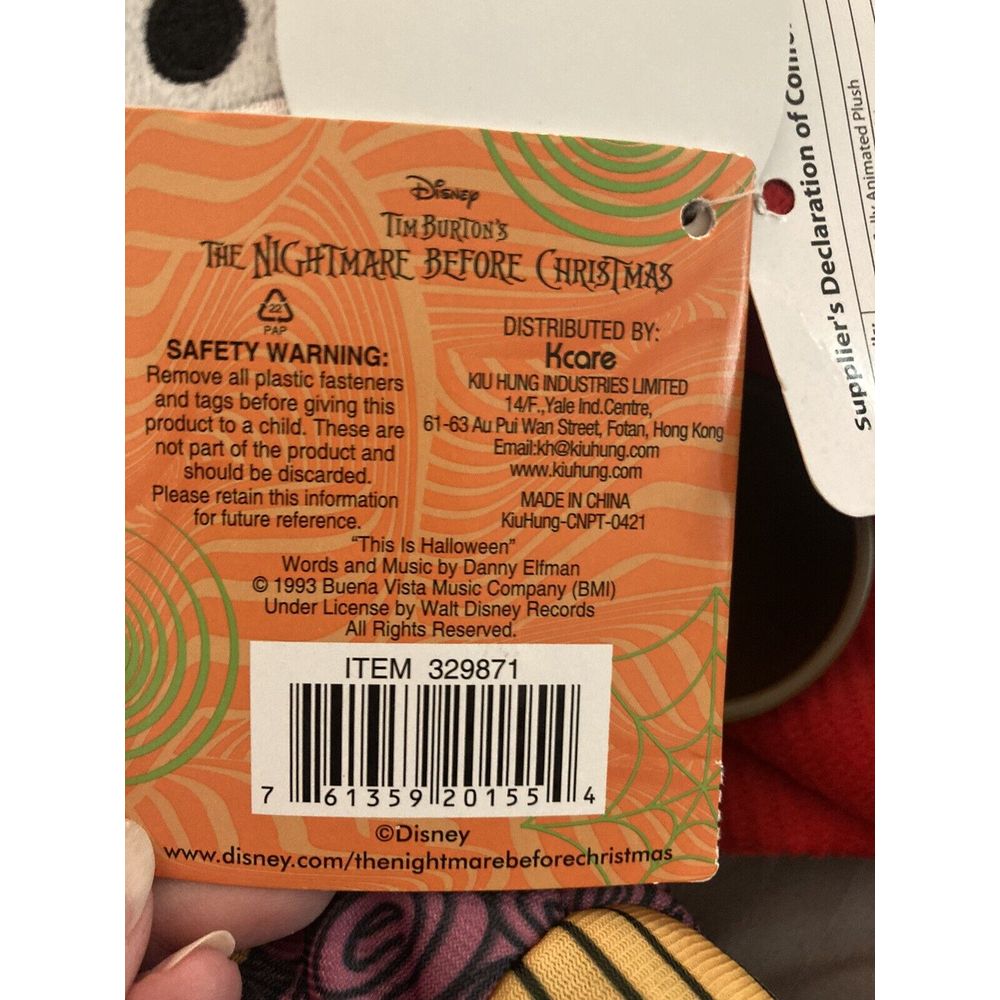 Disney
TIM BURTON'S
THE NIGHTMARE BEFORE CHRISTMAS
22
PAP
SAFETY WARNING:
Remove all plastic fasteners
and tags before giving this
product to a child. These are
not part of the product and
should be discarded.
Please retain this information
for future reference.
DISTRIBUTED BY:
Kcare
KIU HUNG INDUSTRIES LIMITED
14/F.,Yale Ind.Centre,
61-63 Au Pui Wan Street, Fotan, Hong Kong
Email:kh@kiuhung.com
www.kiuhung.com
MADE IN CHINA
KiuHung-CNPT-0421
"This Is Halloween"
Words and Music by Danny Elfman
© 1993 Buena Vista Music Company (BMI)
Under License by Walt Disney Records
All Rights Reserved.
ITEM 329871
7 61359 20155 4
©Disney
www.disney.com/thenightmarebeforechristmas
Supplier's Declaration of
Animated Plush